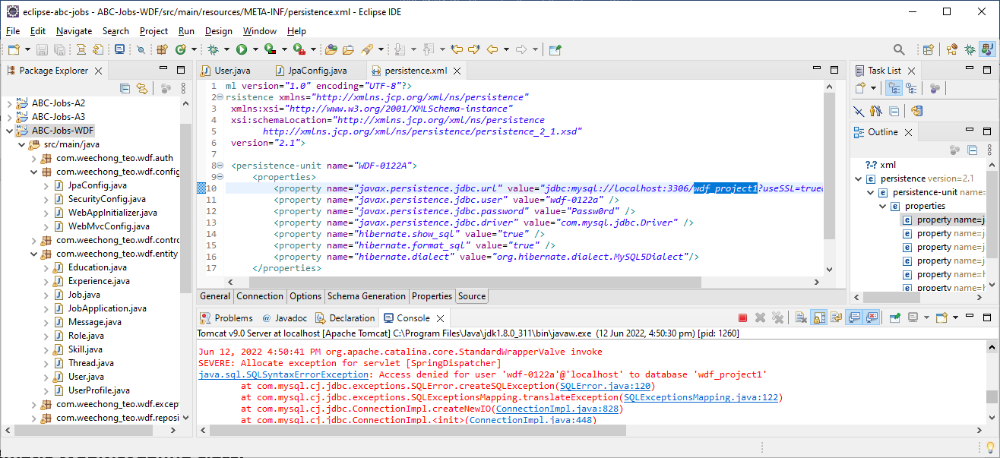 eclipse-abc-jobs - ABC-Jobs-WDF/src/main/resources/META-INF/persistence.xml - Eclipse IDE
File Edit Navigate Search Project Run Design Window Help
Package Explorer
ABC-Jobs-A2
ABC-Jobs-A3
ABC-Jobs-WDF
src/main/java
com.weechong_teo.wdf.auth
com.weechong_teo.wdf.config
JpaConfig.java
SecurityConfig.java
WebAppInitializer.java
WebMvcConfig.java
com.weechong_teo.wdf.contro
com.weechong_teo.wdf.entity
Education.java
Experience.java
Job.java
JobApplication.java
Message.java
Role.java
Skill.java
Thread.java
User.java
UserProfile.java
com.weechong_teo.wdf.except
com.weechong_teo.wdf.reposi
User.java JpaConfig.java persistence.xml
1 ml version="1.0" encoding="UTF-8"?>
2 rsistence xmlns="http://xmlns.jcp.org/xml/ns/persistence"
3 xmlns:xsi="http://www.w3.org/2001/XMLSchema-instance"
4 xsi:schemaLocation="http://xmlns.jcp.org/xml/ns/persistence
5 http://xmlns.jcp.org/xml/ns/persistence/persistence_2_1.xsd"
6 version="2.1">
7
8 <persistence-unit name="WDF-0122A">
9 <properties>
10 <property name="javax.persistence.jdbc.url" value="jdbc:mysql://localhost:3306/wdf_project1?useSSL=true&
11 <property name="javax.persistence.jdbc.user" value="wdf-0122a" />
12 <property name="javax.persistence.jdbc.password" value="Passw0rd" />
13 <property name="javax.persistence.jdbc.driver" value="com.mysql.jdbc.Driver" />
14 <property name="hibernate.show_sql" value="true" />
15 <property name="hibernate.format_sql" value="true" />
16 <property name="hibernate.dialect" value="org.hibernate.dialect.MySQL5Dialect"/>
17 </properties>
General Connection Options Schema Generation Properties Source
Task List
Outline
?=? xml
persistence version=2.1
persistence-unit name=
properties
property name=j
property name=j
property name=j
property name=j
property name=h
property name=h
Problems Javadoc Declaration Console
Tomcat v9.0 Server at localhost [Apache Tomcat] C:\Program Files\Java\jdk1.8.0_311\bin\javaw.exe (12 Jun 2022, 4:50:30 pm) [pid: 1260]
Jun 12, 2022 4:50:41 PM org.apache.catalina.core.StandardWrapperValve invoke
SEVERE: Allocate exception for servlet [SpringDispatcher]
java.sql.SQLSyntaxErrorException: Access denied for user 'wdf-0122a'@'localhost' to database 'wdf_project1'
at com.mysql.cj.jdbc.exceptions.SQLError.createSQLException(SQLError.java:120)
at com.mysql.cj.jdbc.exceptions.SQLExceptionsMapping.translateException(SQLExceptionsMapping.java:122)
at com.mysql.cj.jdbc.ConnectionImpl.createNewIO(ConnectionImpl.java:828)
at com.mysql.cj.jdbc.ConnectionImpl.<init>(ConnectionImpl.java:448)